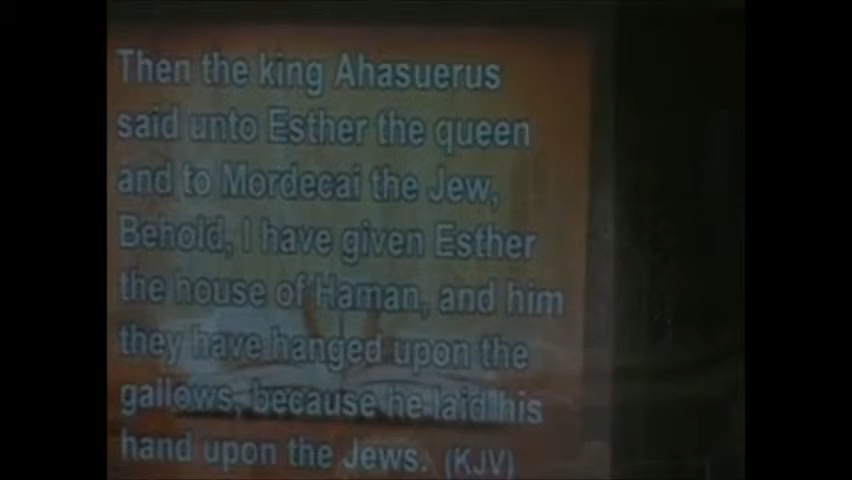 Then the king Ahasuerus
said unto Esther the queen
and to Mordecai the Jew,
Behold, I have given Esther
the house of Haman, and him
they have hanged upon the
gallows, because he laid his
hand upon the Jews. (KJV)